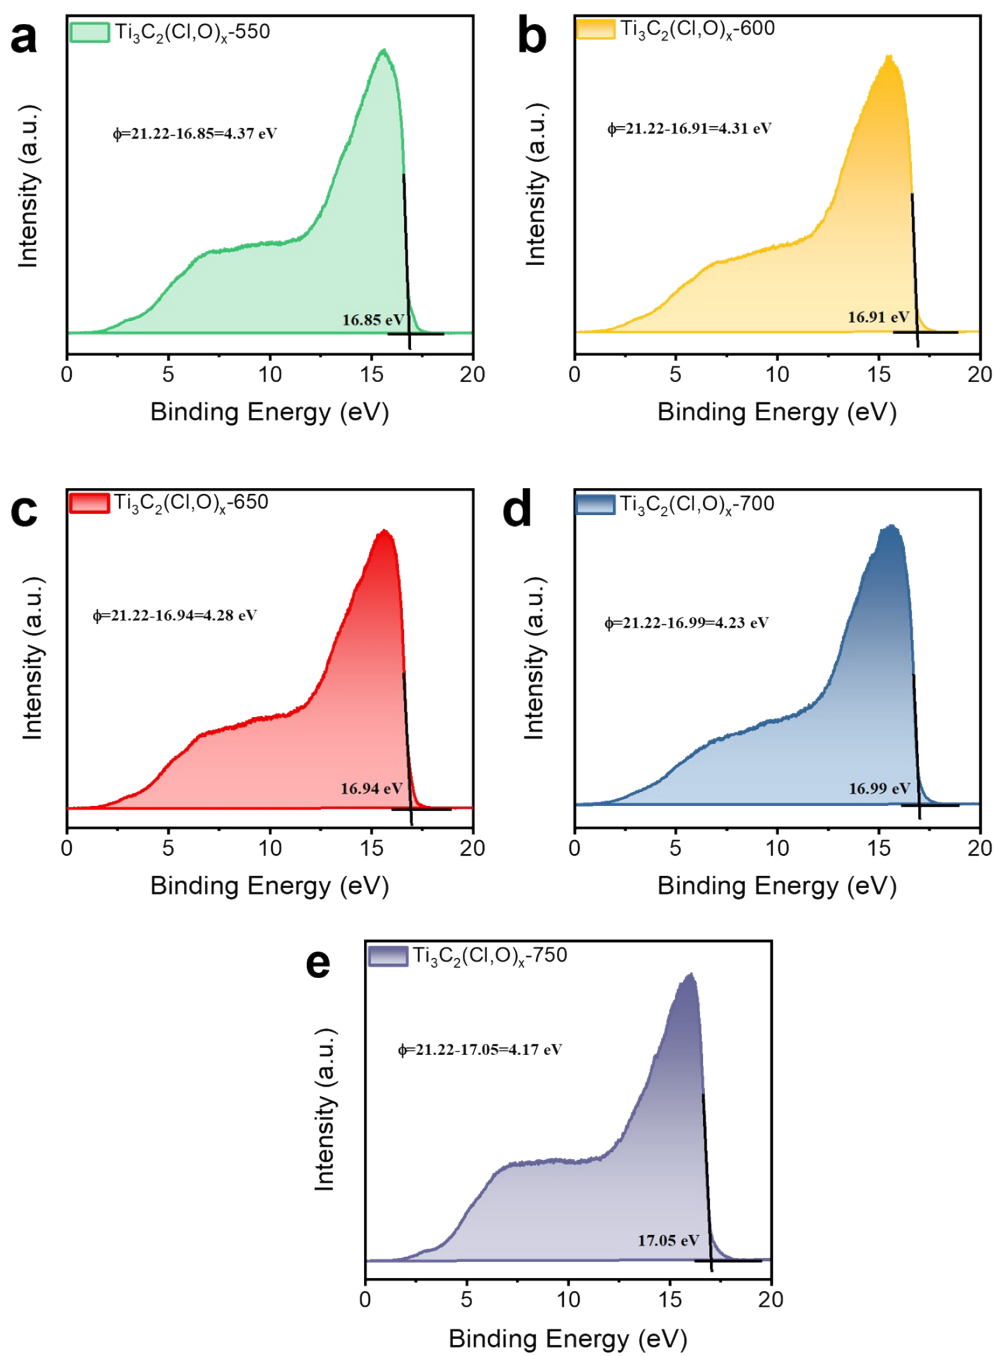 a
Ti₃C₂(Cl,O)ₓ-550
ϕ=21.22-16.85=4.37 eV
16.85 eV
Intensity (a.u.)
0 5 10 15 20
Binding Energy (eV)
b
Ti₃C₂(Cl,O)ₓ-600
ϕ=21.22-16.91=4.31 eV
16.91 eV
Intensity (a.u.)
0 5 10 15 20
Binding Energy (eV)
c
Ti₃C₂(Cl,O)ₓ-650
ϕ=21.22-16.94=4.28 eV
16.94 eV
Intensity (a.u.)
0 5 10 15 20
Binding Energy (eV)
d
Ti₃C₂(Cl,O)ₓ-700
ϕ=21.22-16.99=4.23 eV
16.99 eV
Intensity (a.u.)
0 5 10 15 20
Binding Energy (eV)
e
Ti₃C₂(Cl,O)ₓ-750
ϕ=21.22-17.05=4.17 eV
17.05 eV
Intensity (a.u.)
0 5 10 15 20
Binding Energy (eV)